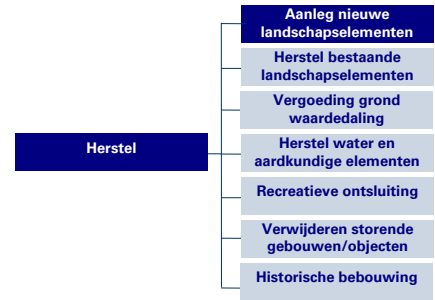 Herstel
Aanleg nieuwe
landschapselementen
Herstel bestaande
landschapselementen
Vergoeding grond
waardedaling
Herstel water en
aardkundige elementen
Recreatieve ontsluiting
Verwijderen storende
gebouwen/objecten
Historische bebouwing